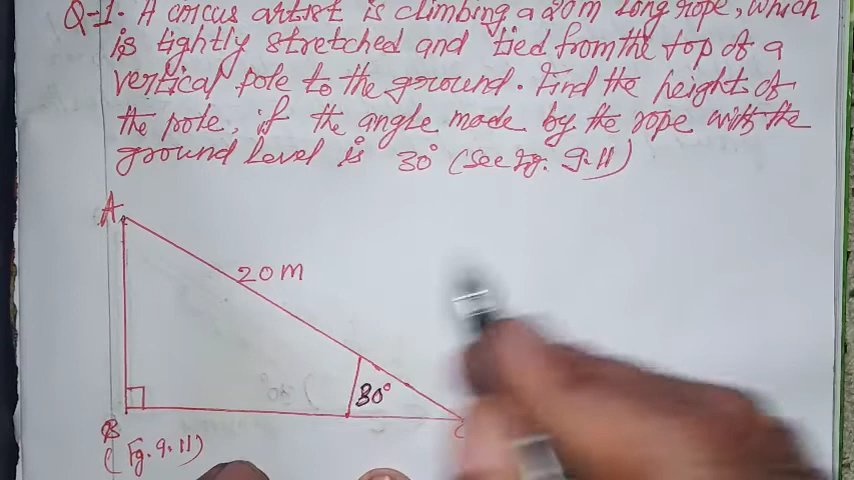 Q-1. A circus artist is climbing a 20m long rope, which
is tightly stretched and tied from the top of a
vertical pole to the ground. Find the height of
the pole, if the angle made by the rope with the
ground level is 30° (See Fg. 9.11)
A
20 m
30°
B
C
(Fg. 9.11)